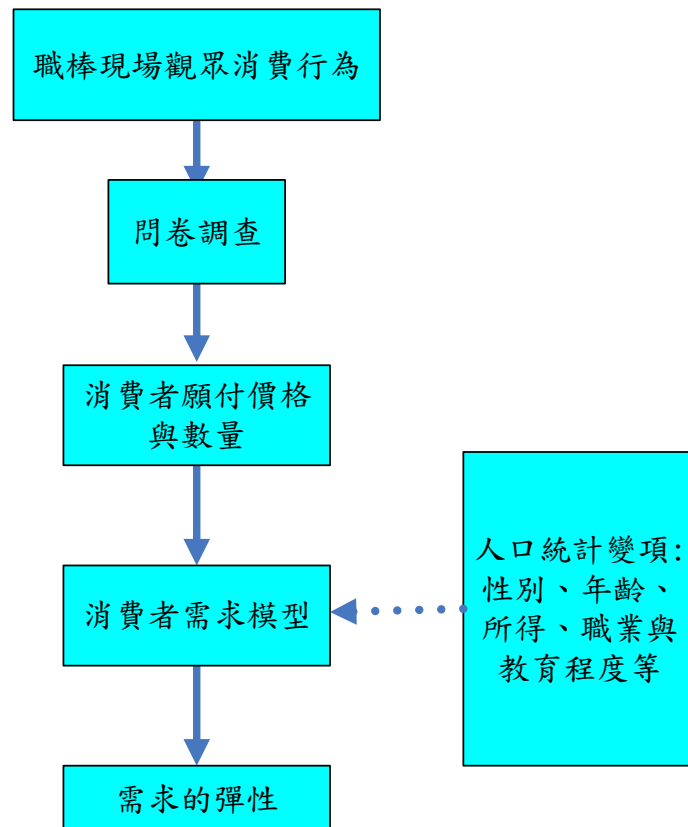 職棒現場觀眾消費行為
問卷調查
消費者願付價格
與數量
消費者需求模型
人口統計變項:
性別、年齡、
所得、職業與
教育程度等
需求的彈性